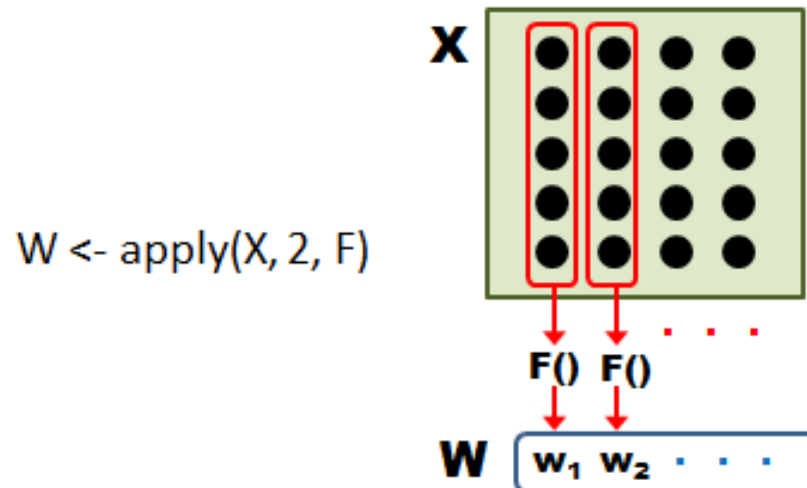 X
W <- apply(X, 2, F)
. . .
F() F()
W w₁ w₂ . . .